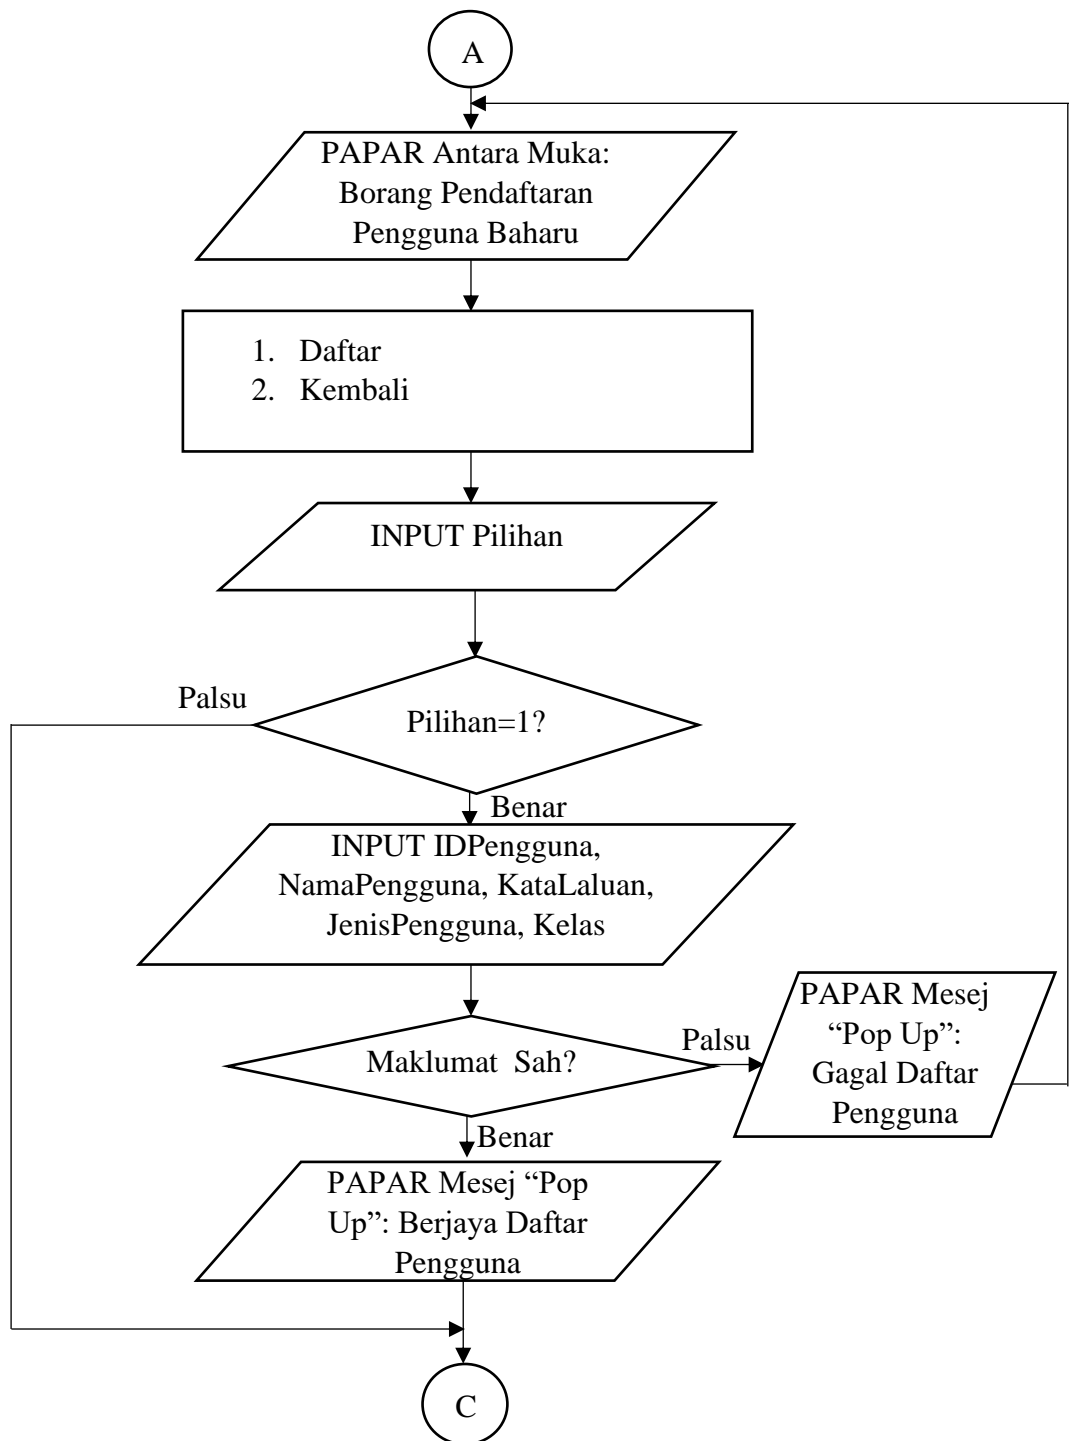 A
PAPAR Antara Muka:
Borang Pendaftaran
Pengguna Baharu
1. Daftar
2. Kembali
INPUT Pilihan
Palsu
Pilihan=1?
Benar
INPUT IDPengguna,
NamaPengguna, KataLaluan,
JenisPengguna, Kelas
Maklumat Sah?
Palsu
PAPAR Mesej
“Pop Up”:
Gagal Daftar
Pengguna
Benar
PAPAR Mesej “Pop
Up”: Berjaya Daftar
Pengguna
C